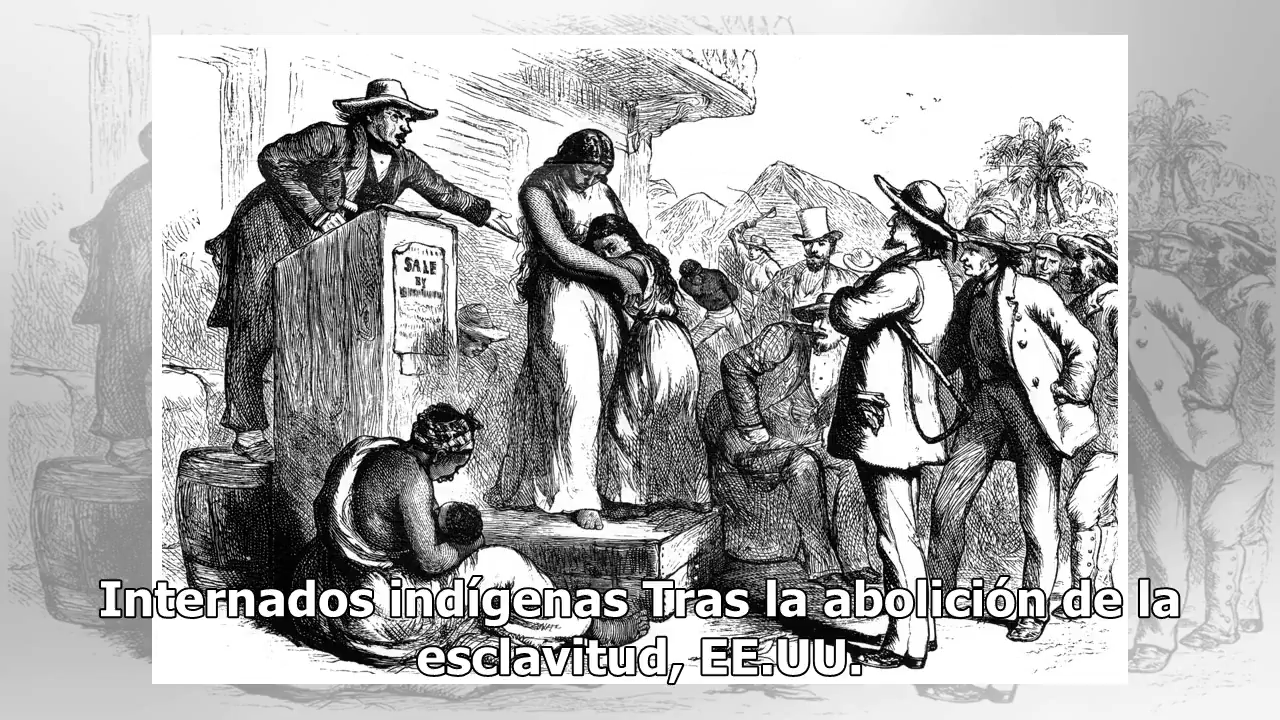 SALE
BY
Internados indígenas Tras la abolición de la
esclavitud, EE.UU.